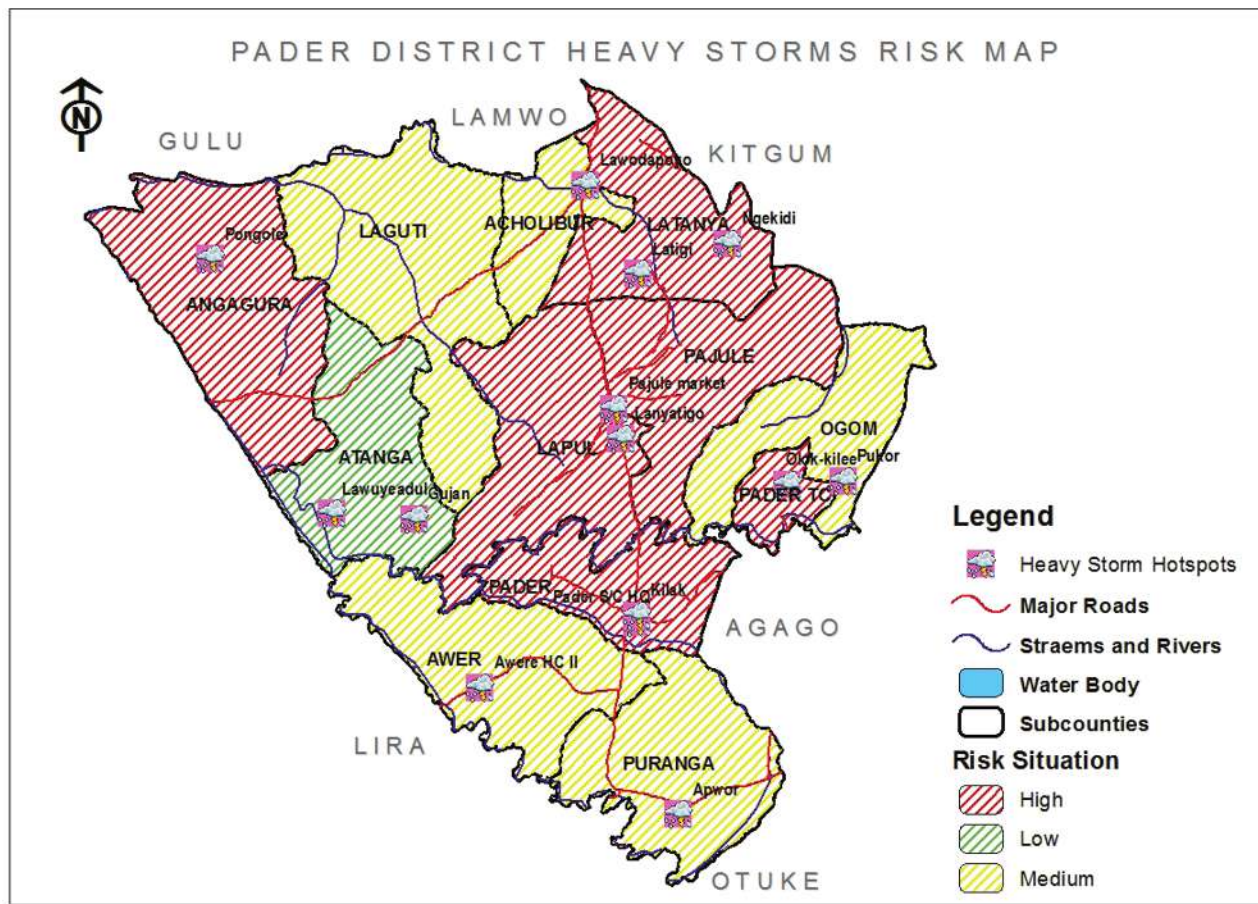 PADER DISTRICT HEAVY STORMS RISK MAP
N
LAMWO
GULU
KITGUM
Lawodapono
ACHOLIBUR
LATANYA
Ngekidi
Pongole
LAGUTI
Latigi
ANGAGURA
PAJULE
Pajule market
Lanyatigo
OGOM
LAPUL
ATANGA
Okik-kilee
Pukor
PADER TC
Lawuyeadul
Gujan
PADER
Pader S/C HQ
Kilak
AGAGO
AWER
Awere HC II
LIRA
PURANGA
Apwor
OTUKE
Legend
Heavy Storm Hotspots
Major Roads
Straems and Rivers
Water Body
Subcounties
Risk Situation
High
Low
Medium